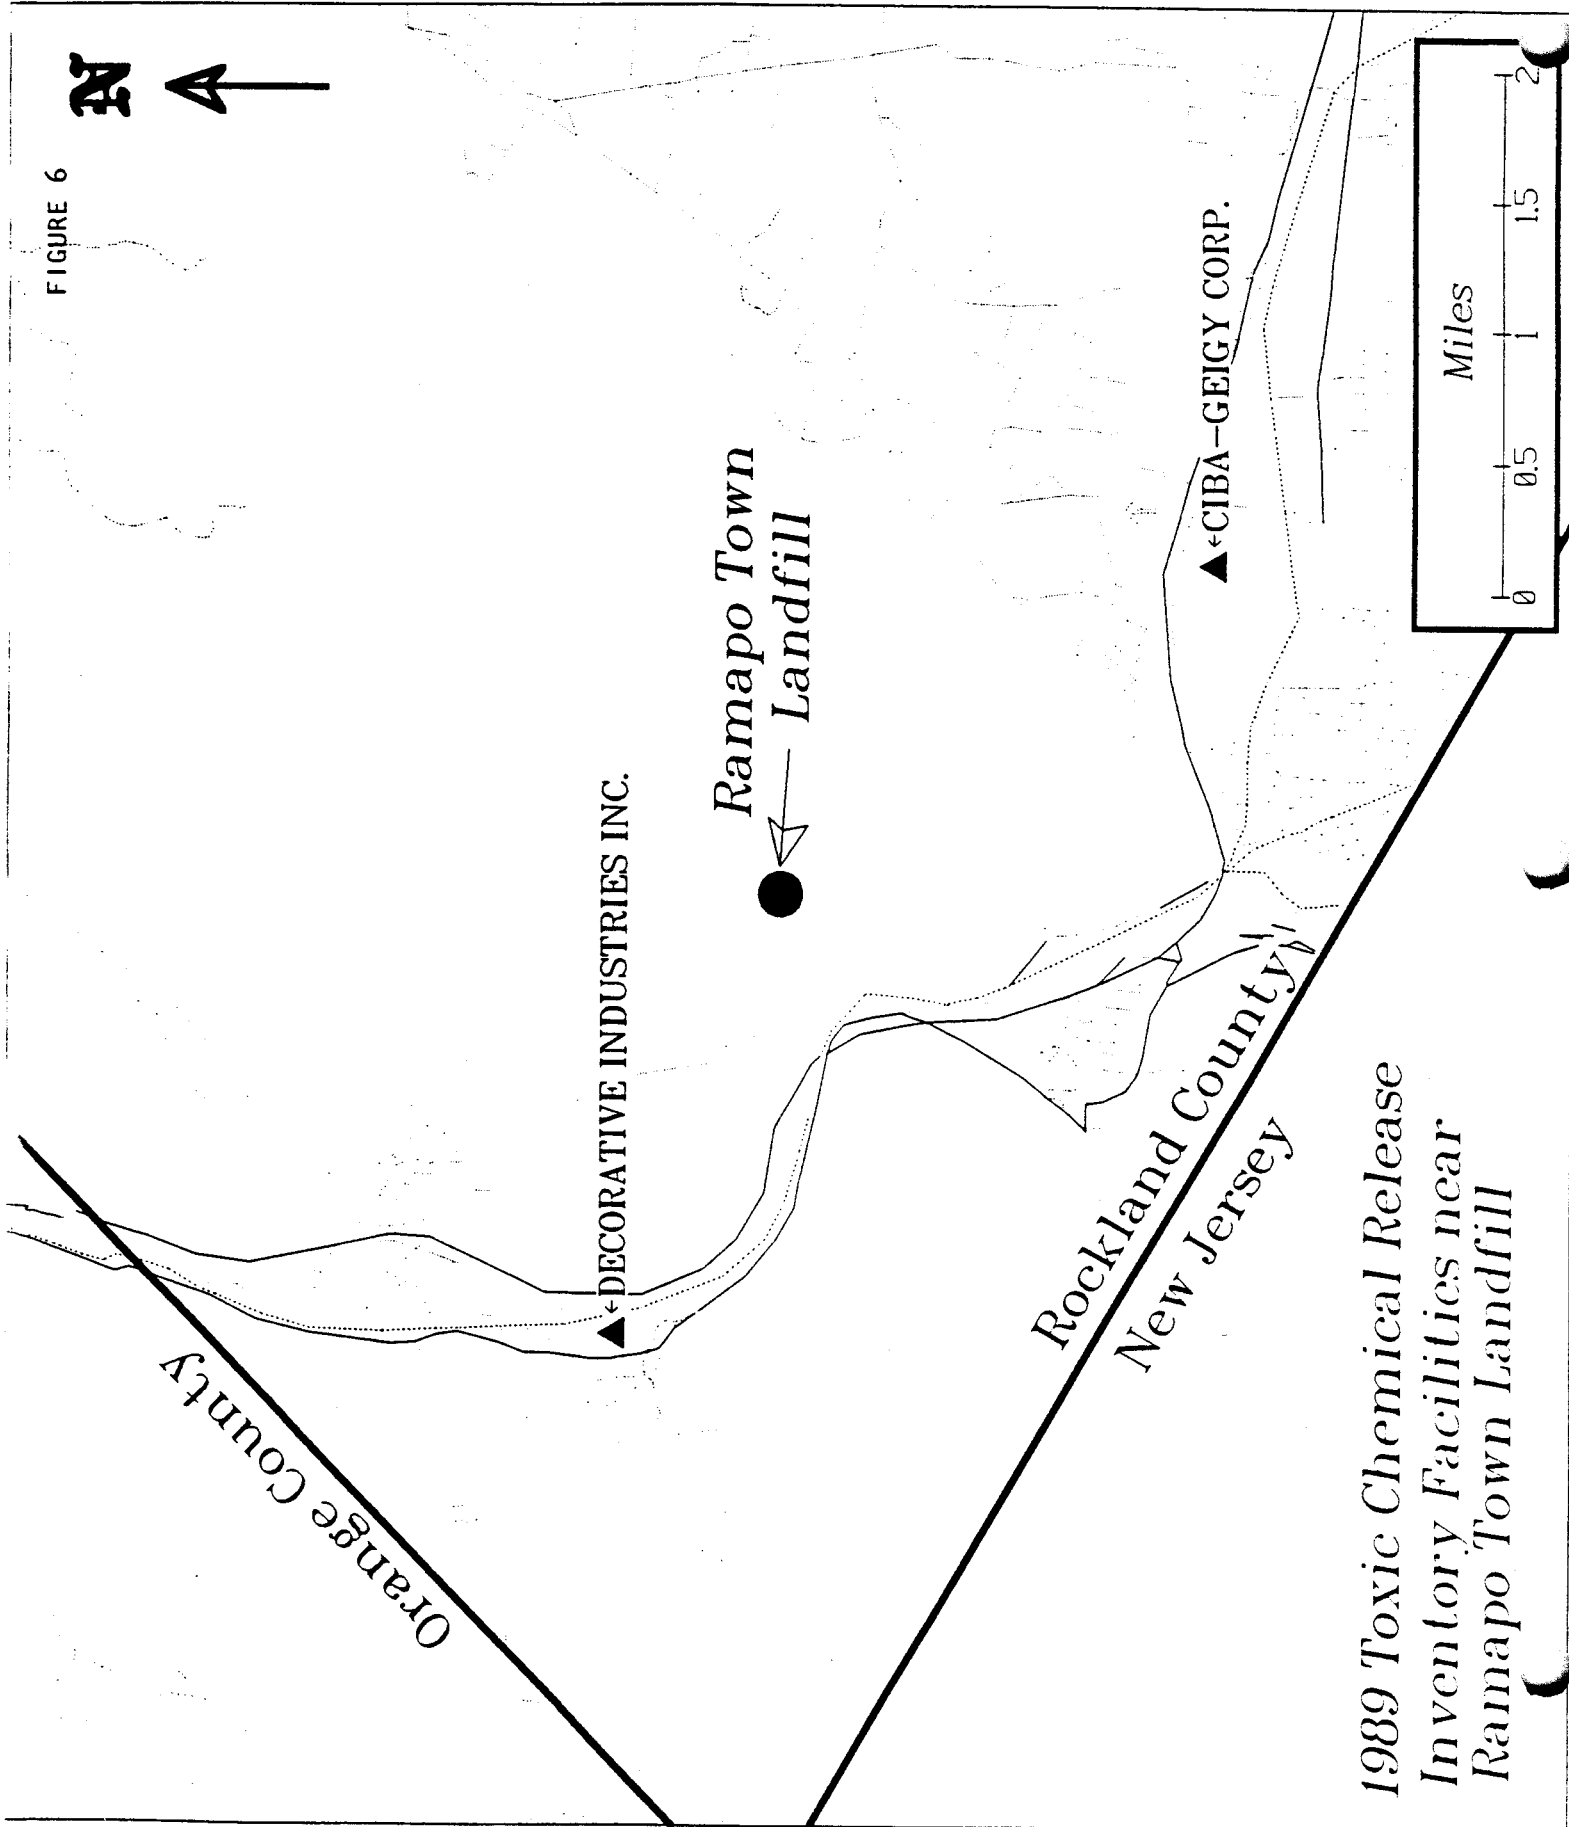 FIGURE 6
N
Orange County
▲←DECORATIVE INDUSTRIES INC.
Ramapo Town
Landfill
Rockland County
New Jersey
▲←CIBA-GEIGY CORP.
1989 Toxic Chemical Release
Inventory Facilities near
Ramapo Town Landfill
Miles
0 0.5 1 1.5 2